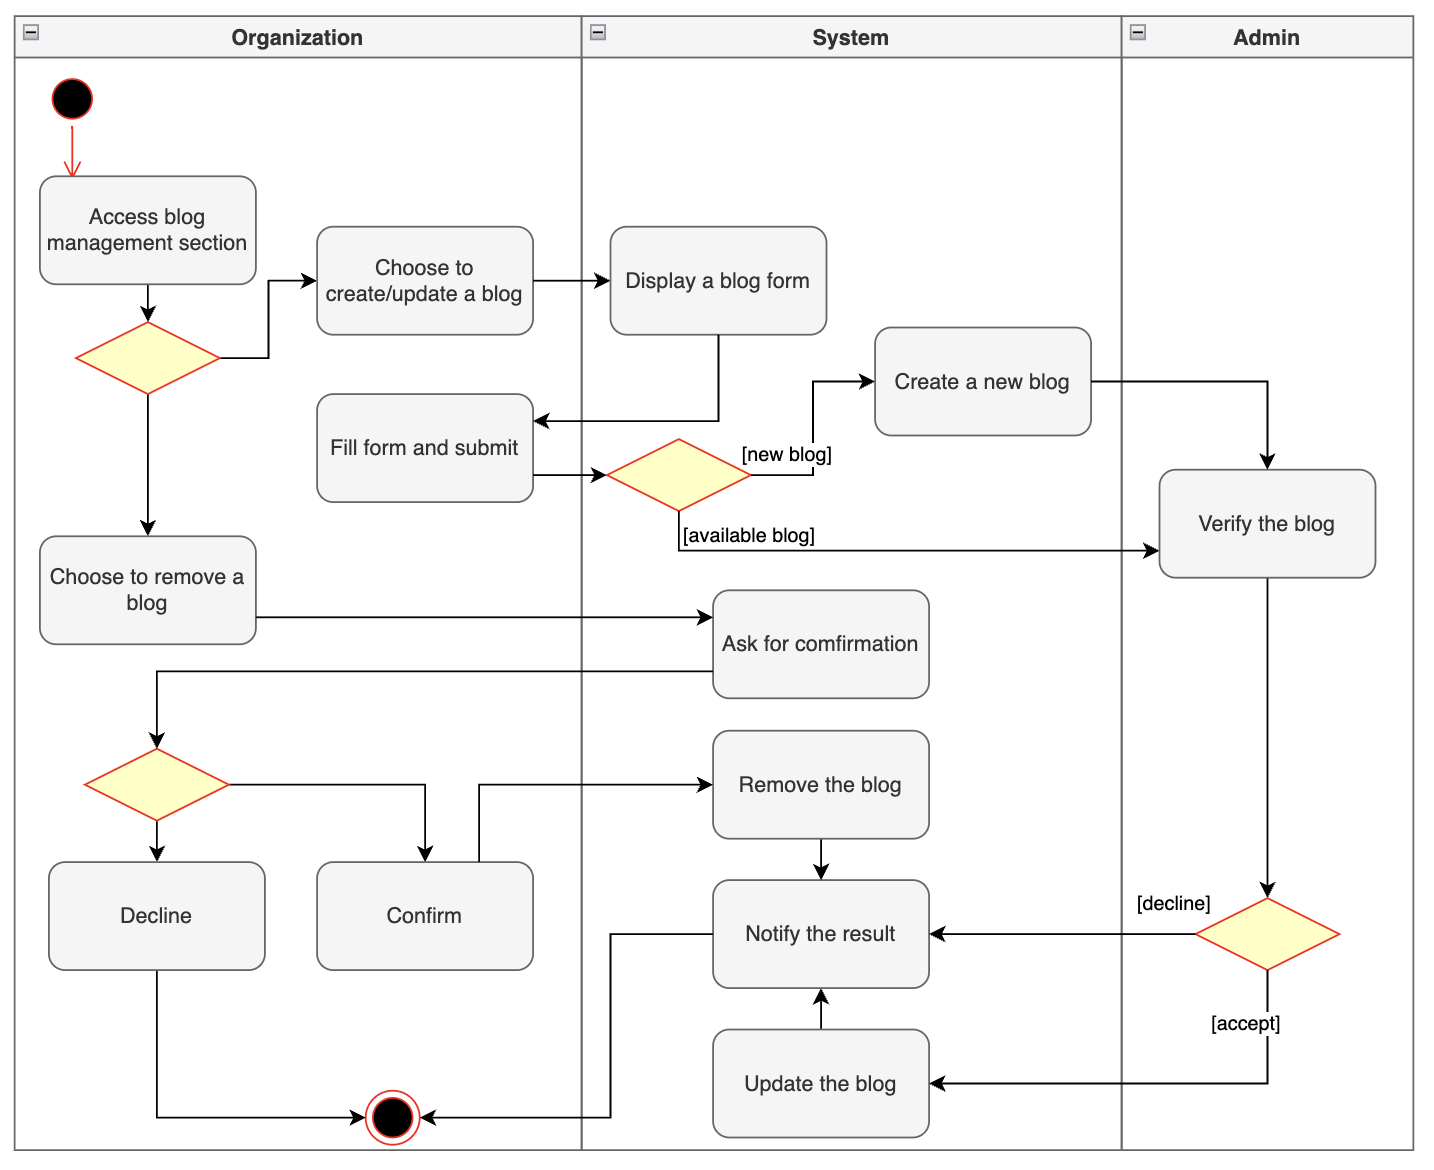 Organization
System
Admin
Access blog
management section
Choose to
create/update a blog
Display a blog form
Create a new blog
Fill form and submit
[new blog]
[available blog]
Verify the blog
Choose to remove a
blog
Ask for comfirmation
Remove the blog
Decline
Confirm
Notify the result
[decline]
[accept]
Update the blog